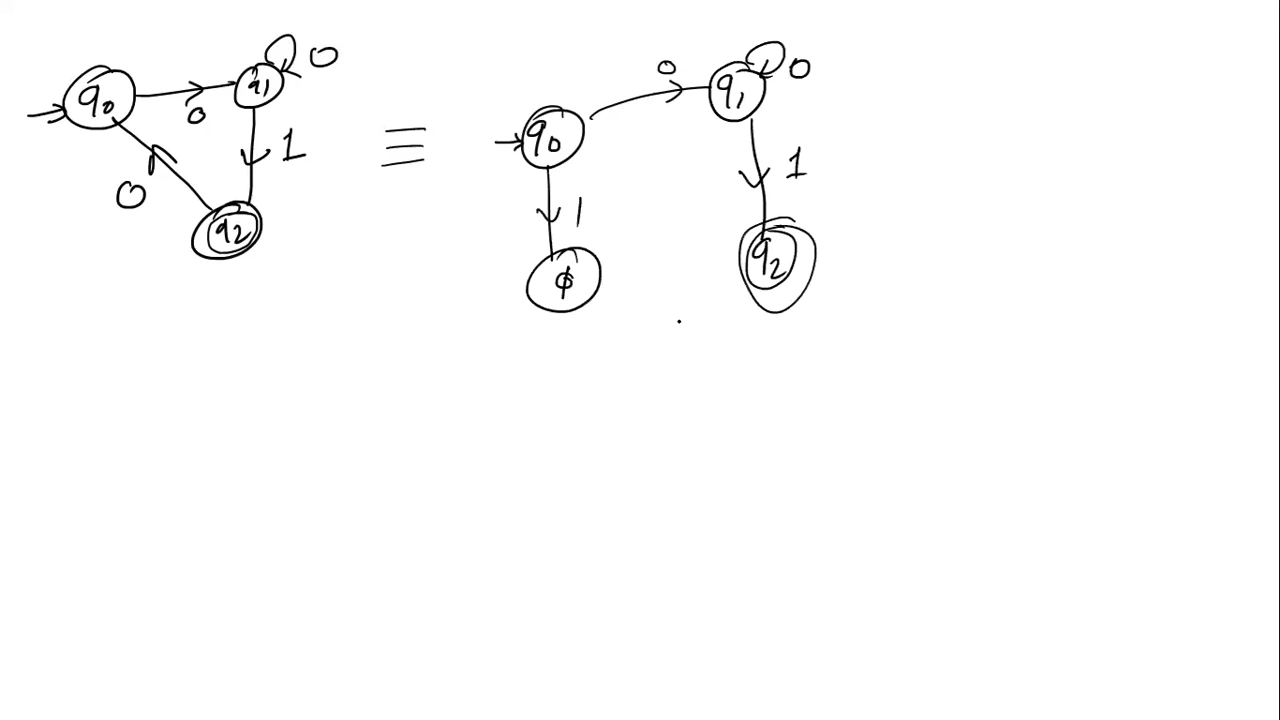 q0 0 q1 0
1
0
q2
≡
q0 0 q1 0
1 1
ϕ q2